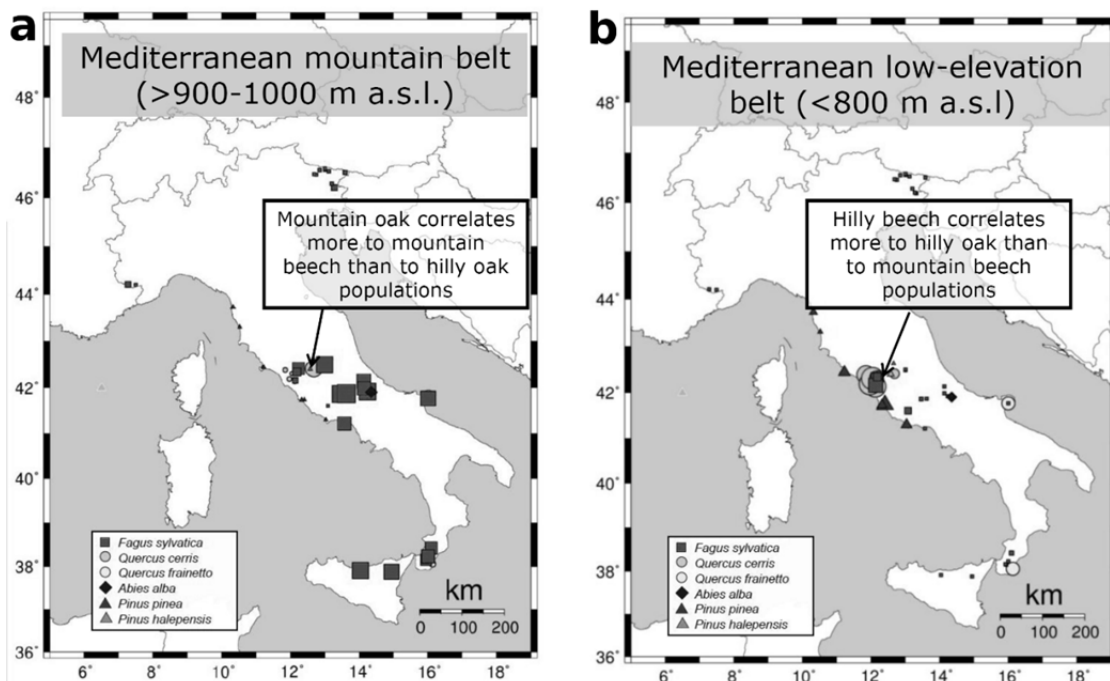 a
Mediterranean mountain belt
(>900-1000 m a.s.l.)
48˚
46˚
44˚
42˚
40˚
38˚
36˚
Mountain oak correlates
more to mountain
beech than to hilly oak
populations
Fagus sylvatica
Quercus cerris
Quercus frainetto
Abies alba
Pinus pinea
Pinus halepensis
km
0 100 200
6˚ 8˚ 10˚ 12˚ 14˚ 16˚ 18˚
b
Mediterranean low-elevation
belt (<800 m a.s.l)
48˚
46˚
44˚
42˚
40˚
38˚
36˚
Hilly beech correlates
more to hilly oak than
to mountain beech
populations
Fagus sylvatica
Quercus cerris
Quercus frainetto
Abies alba
Pinus pinea
Pinus halepensis
km
0 100 200
6˚ 8˚ 10˚ 12˚ 14˚ 16˚ 18˚